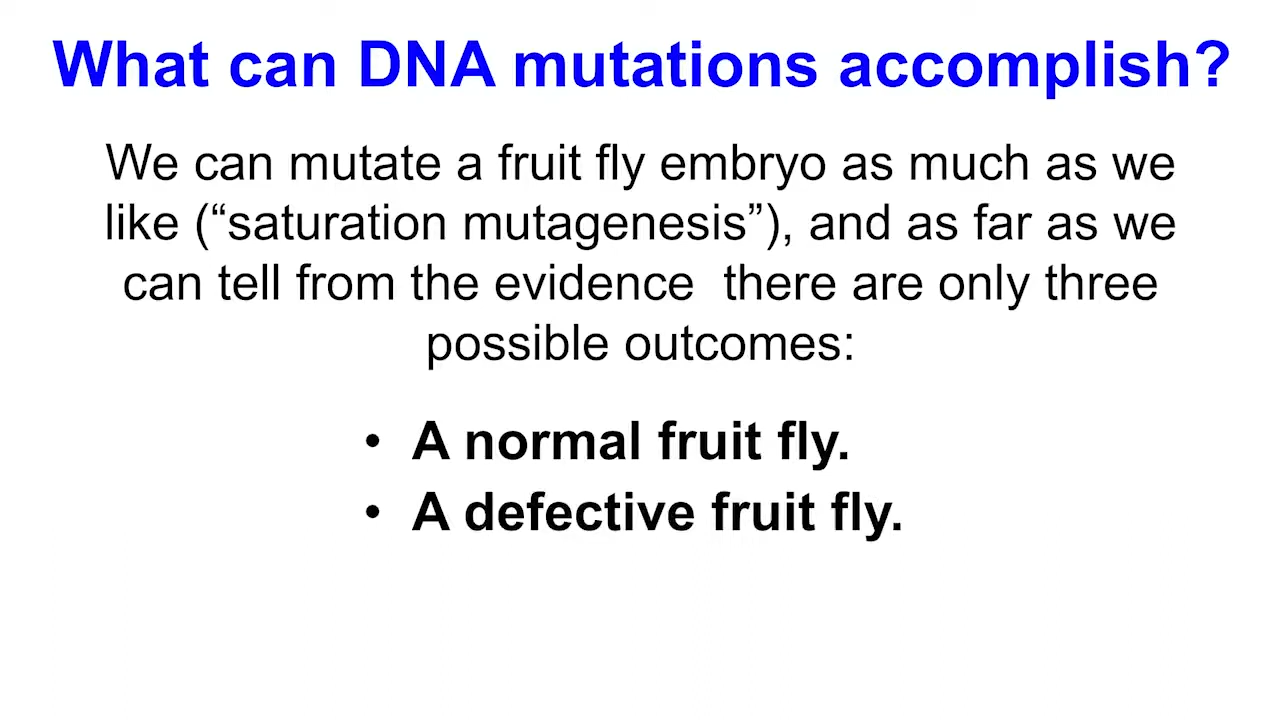 What can DNA mutations accomplish?
We can mutate a fruit fly embryo as much as we
like (“saturation mutagenesis”), and as far as we
can tell from the evidence  there are only three
possible outcomes:
• A normal fruit fly.
• A defective fruit fly.